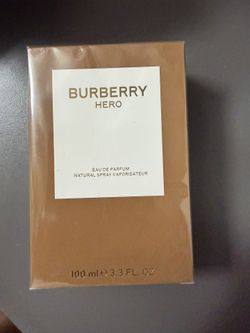 BURBERRY
HERO
EAU DE PARFUM
NATURAL SPRAY VAPORISATEUR
100 ml ℮ 3.3 FL. OZ